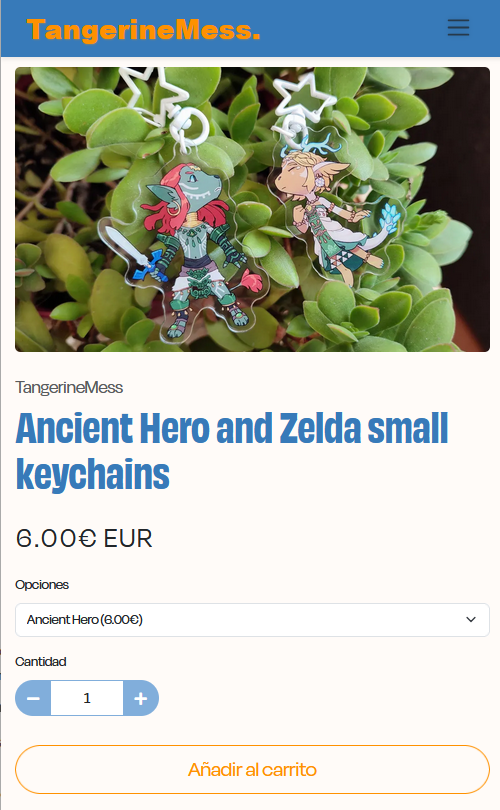 TangerineMess.
TangerineMess
Ancient Hero and Zelda small
keychains
6.00€ EUR
Opciones
Ancient Hero (6.00€)
Cantidad
− 1 +
Añadir al carrito